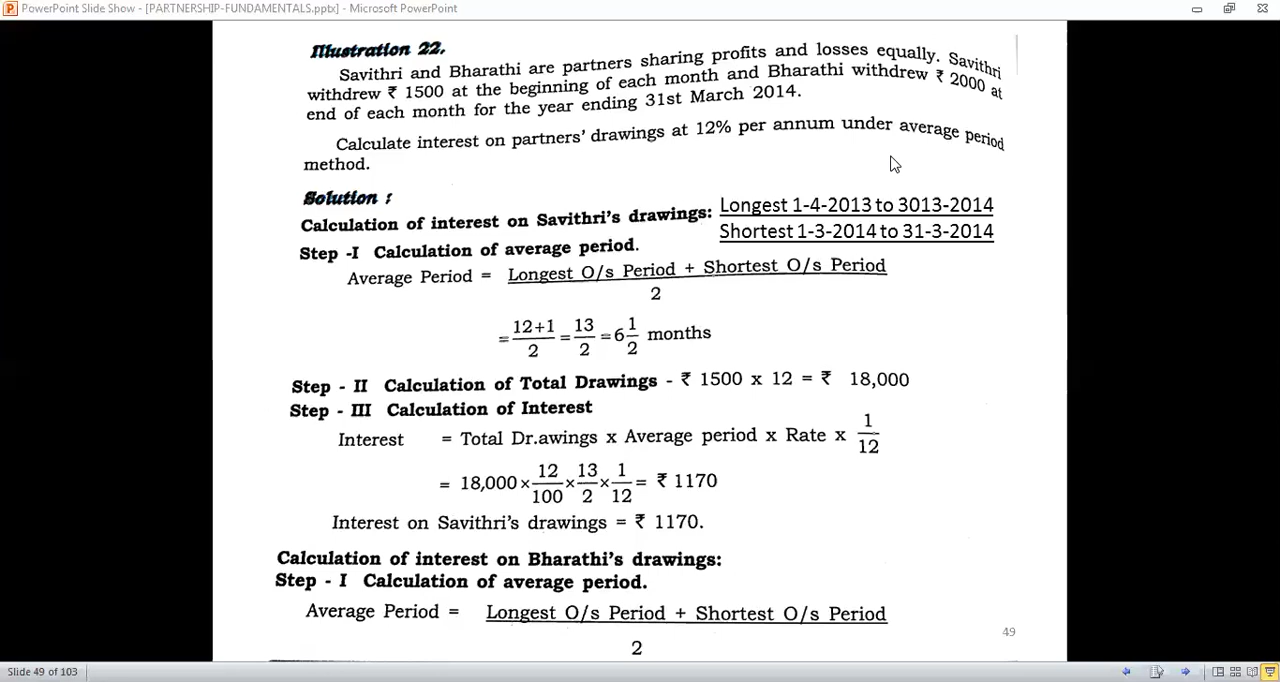 PowerPoint Slide Show - [PARTNERSHIP-FUNDAMENTALS.pptx] - Microsoft PowerPoint
Illustration 22.
Savithri and Bharathi are partners sharing profits and losses equally. Savithri
withdrew ₹ 1500 at the beginning of each month and Bharathi withdrew ₹ 2000 at
end of each month for the year ending 31st March 2014.
Calculate interest on partners' drawings at 12% per annum under average period
method.
Solution :
Calculation of interest on Savithri's drawings: Longest 1-4-2013 to 3013-2014
Shortest 1-3-2014 to 31-3-2014
Step -I Calculation of average period.
Average Period = Longest O/s Period + Shortest O/s Period
2
= 12+1/2 = 13/2 = 6 1/2 months
Step - II Calculation of Total Drawings - ₹ 1500 x 12 = ₹ 18,000
Step - III Calculation of Interest
Interest = Total Dr.awings x Average period x Rate x 1/12
= 18,000 × 12/100 × 13/2 × 1/12 = ₹ 1170
Interest on Savithri's drawings = ₹ 1170.
Calculation of interest on Bharathi's drawings:
Step - I Calculation of average period.
Average Period = Longest O/s Period + Shortest O/s Period
2
49
Slide 49 of 103